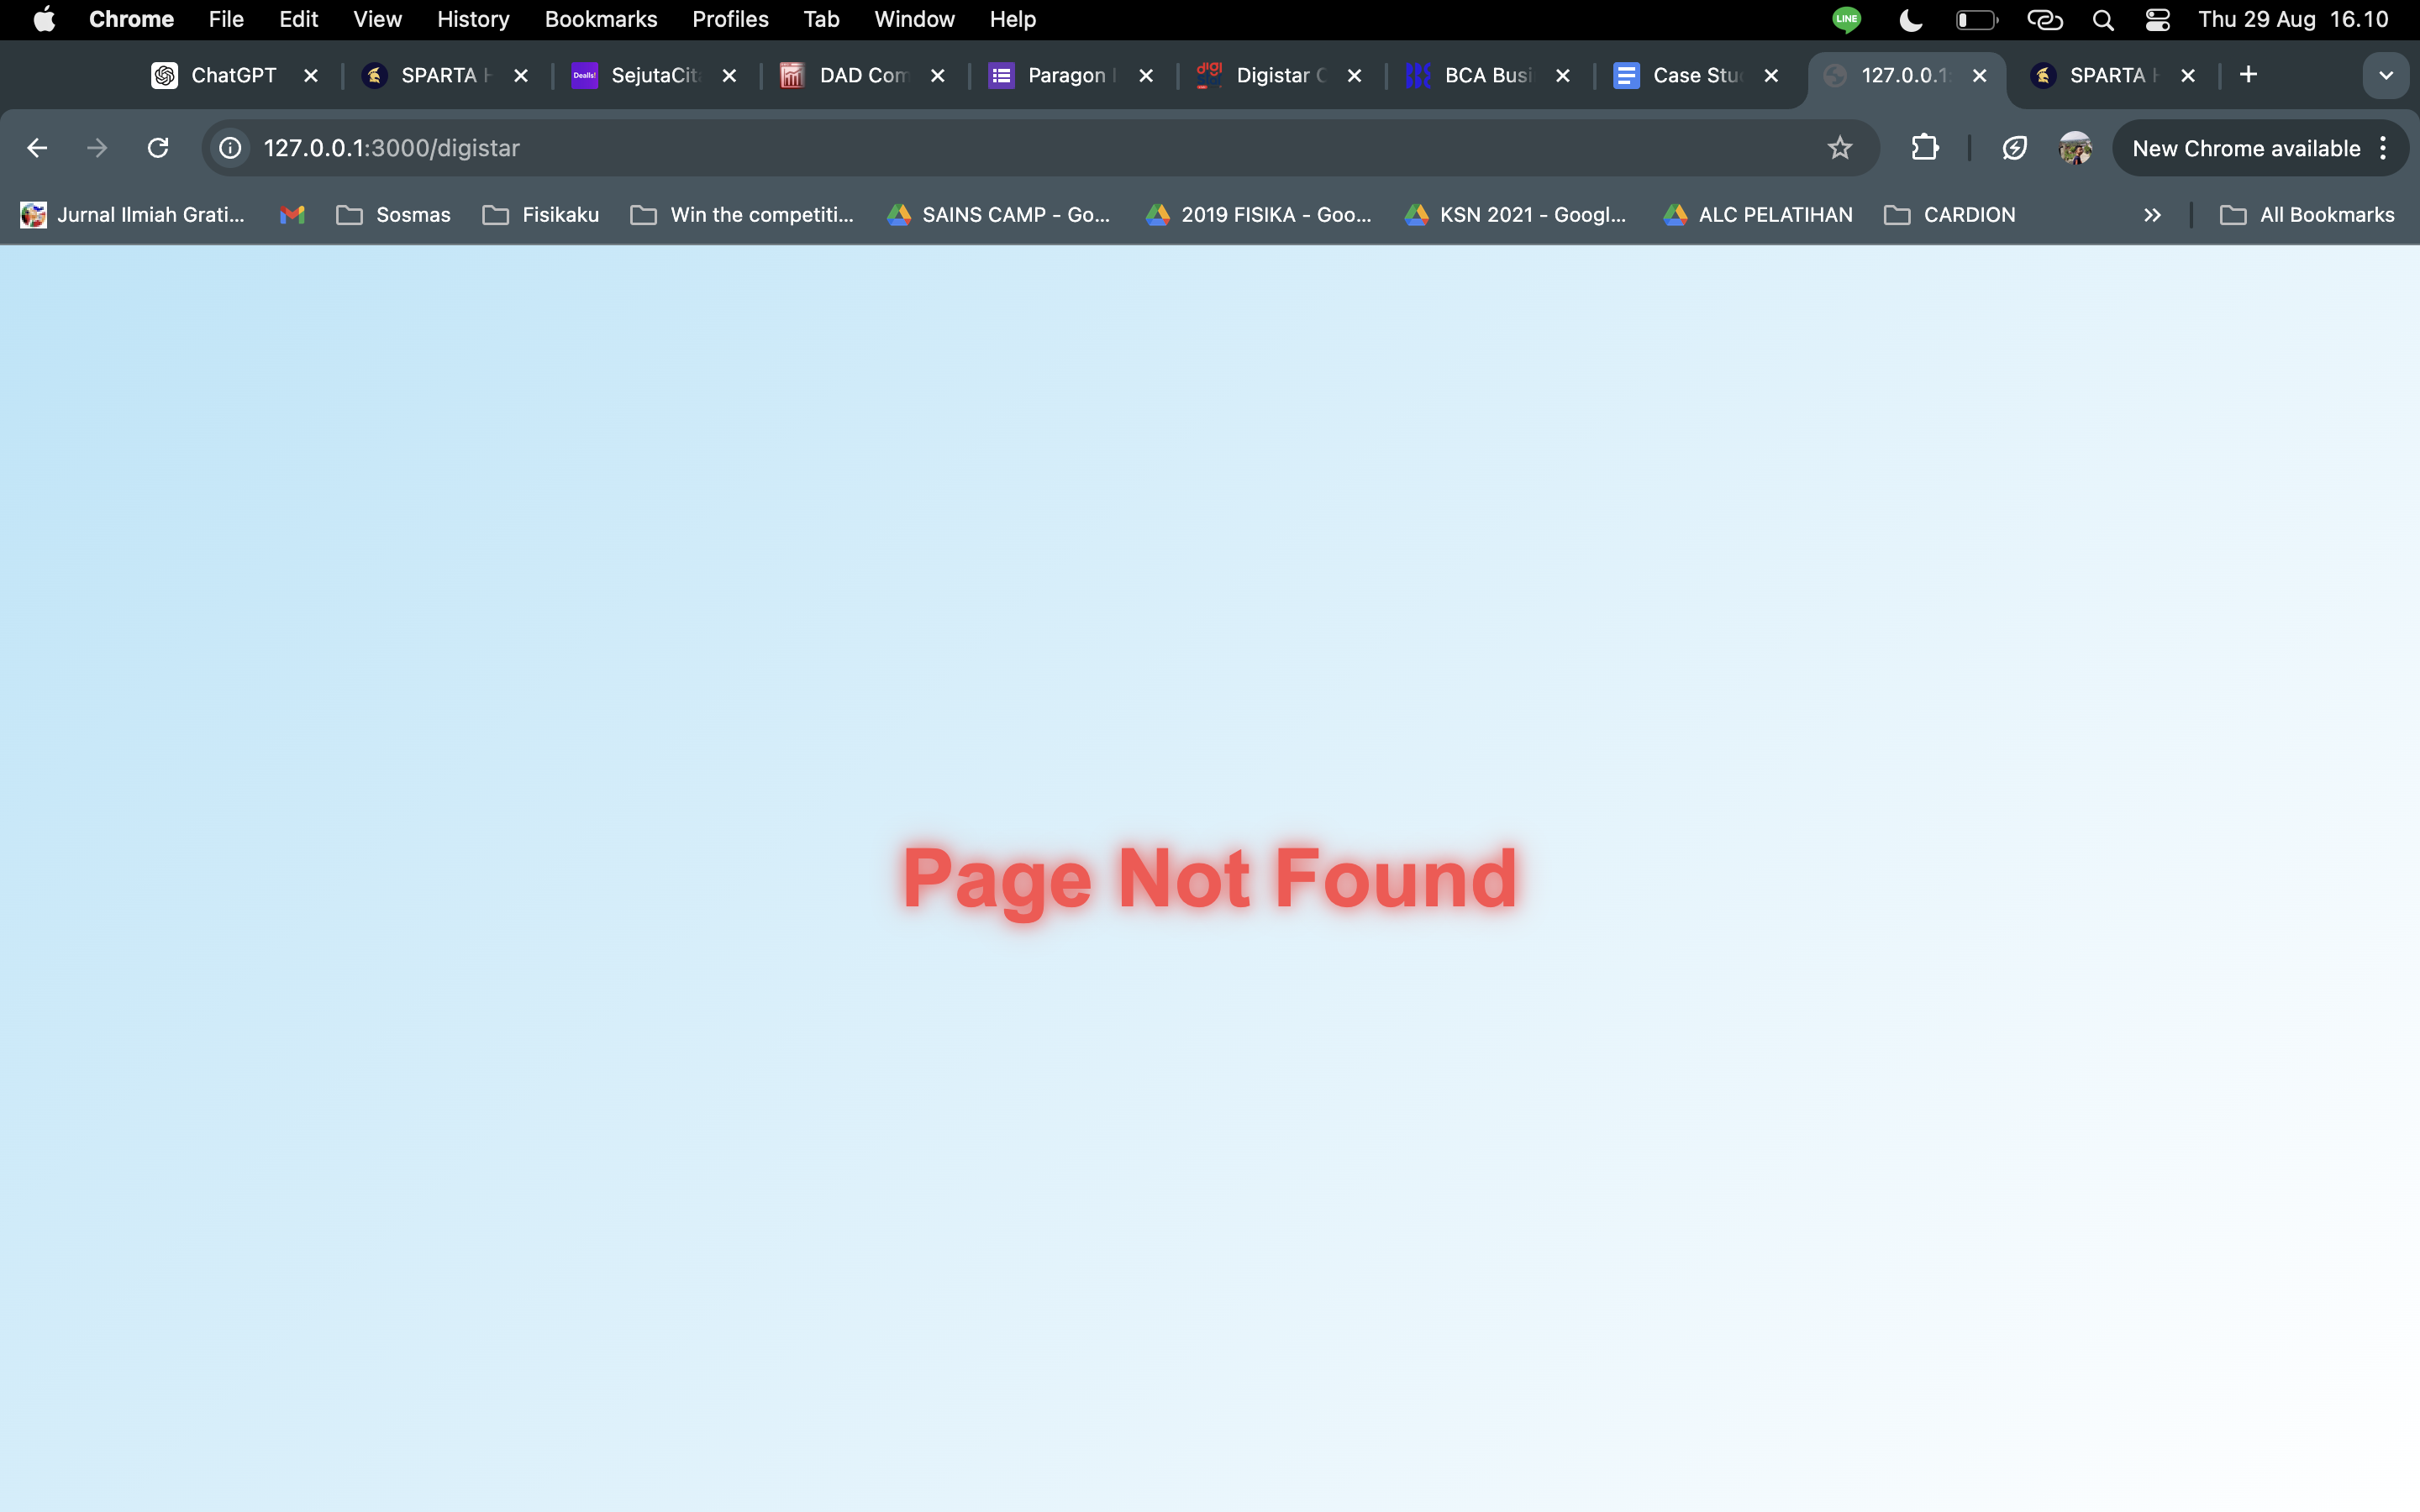 Chrome File Edit View History Bookmarks Profiles Tab Window Help LINE Thu 29 Aug 16.10
ChatGPT SPARTA H Dealls! SejutaCit DAD Com Paragon digi Digistar C BCA Busi Case Stu 127.0.0.1: SPARTA H
127.0.0.1:3000/digistar New Chrome available
Jurnal Ilmiah Grati... Sosmas Fisikaku Win the competiti... SAINS CAMP - Go... 2019 FISIKA - Goo... KSN 2021 - Googl... ALC PELATIHAN CARDION All Bookmarks
Page Not Found